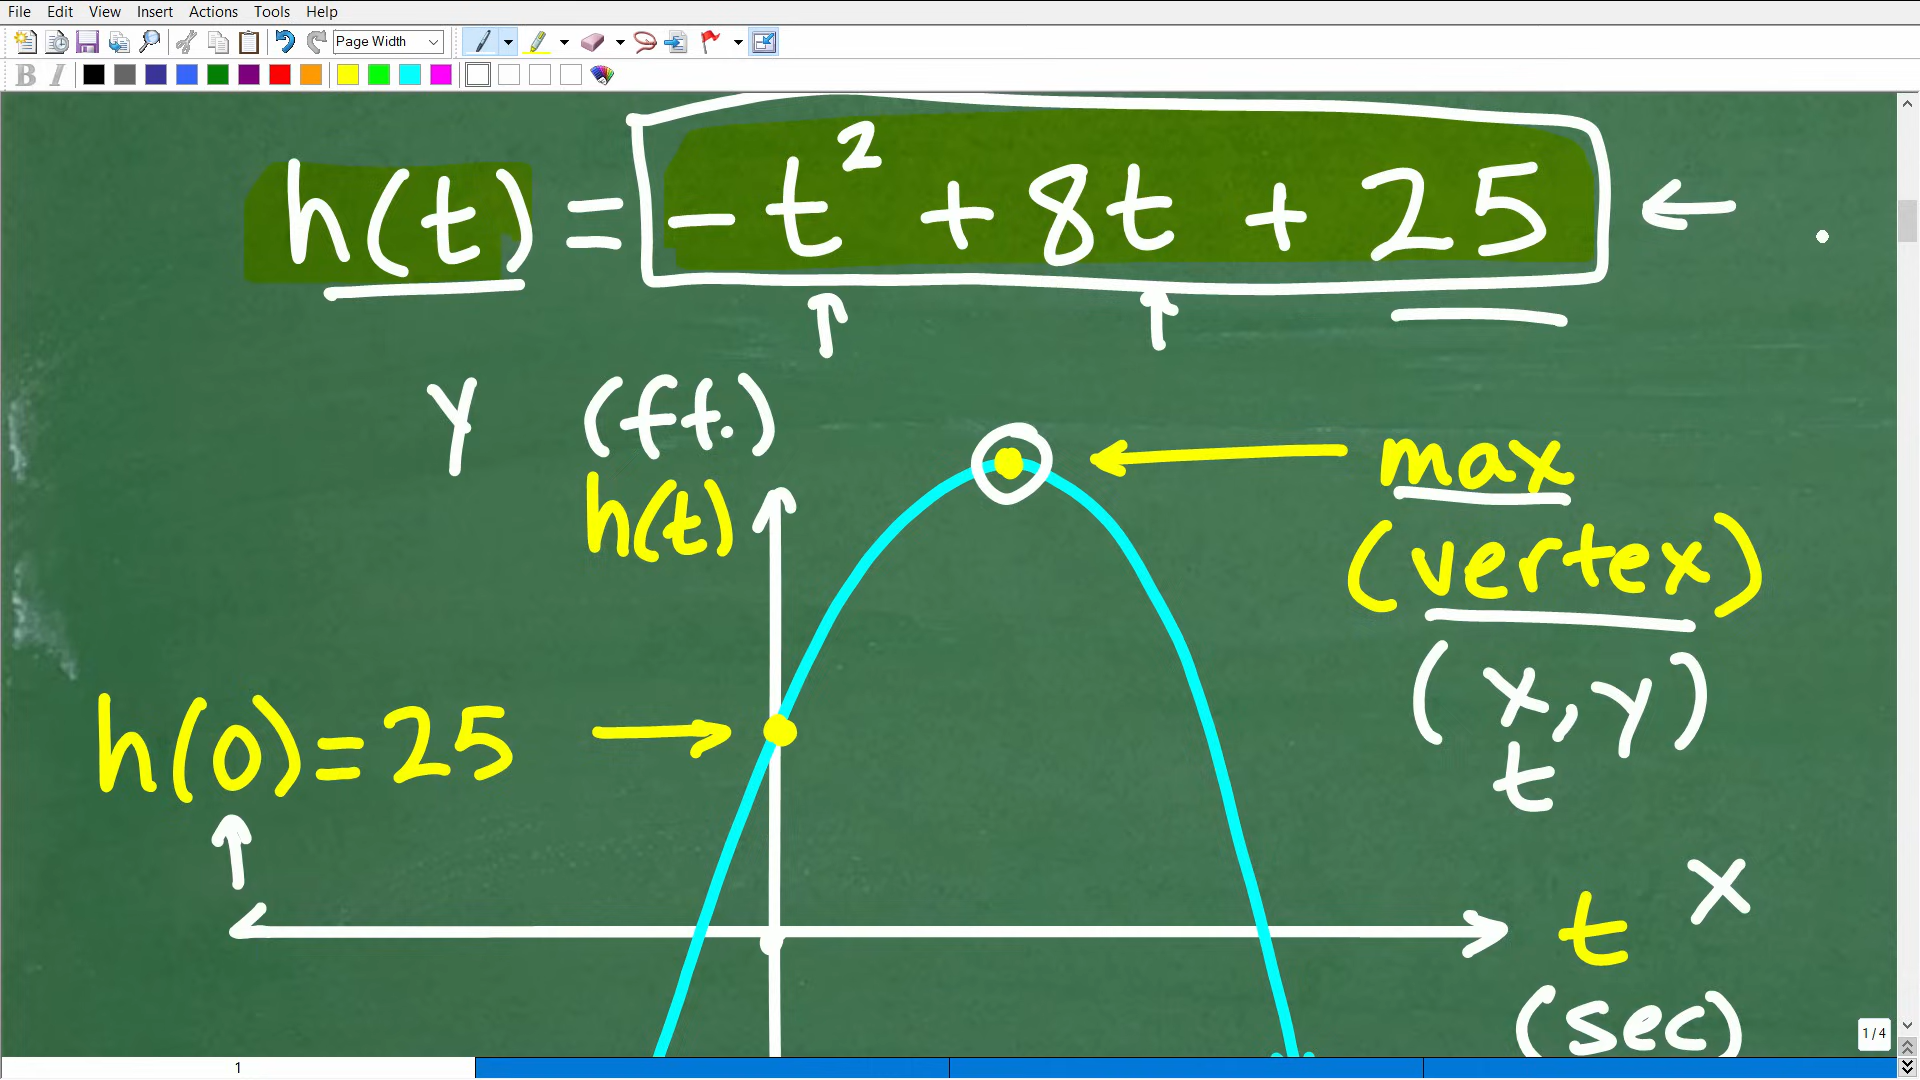 File Edit View Insert Actions Tools Help
Page Width
B I
h(t) = -t² + 8t + 25
y (ft.)
h(t)
max
(vertex)
(x, y)
t
h(0) = 25
x
t
(sec)
1 / 4
1